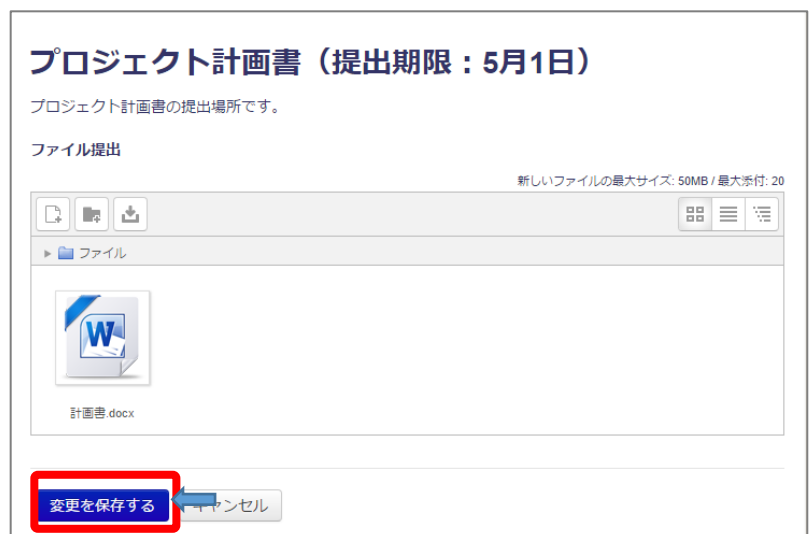 プロジェクト計画書（提出期限：5月1日）
プロジェクト計画書の提出場所です。
ファイル提出
新しいファイルの最大サイズ: 50MB / 最大添付: 20
ファイル
W
計画書.docx
変更を保存する
キャンセル